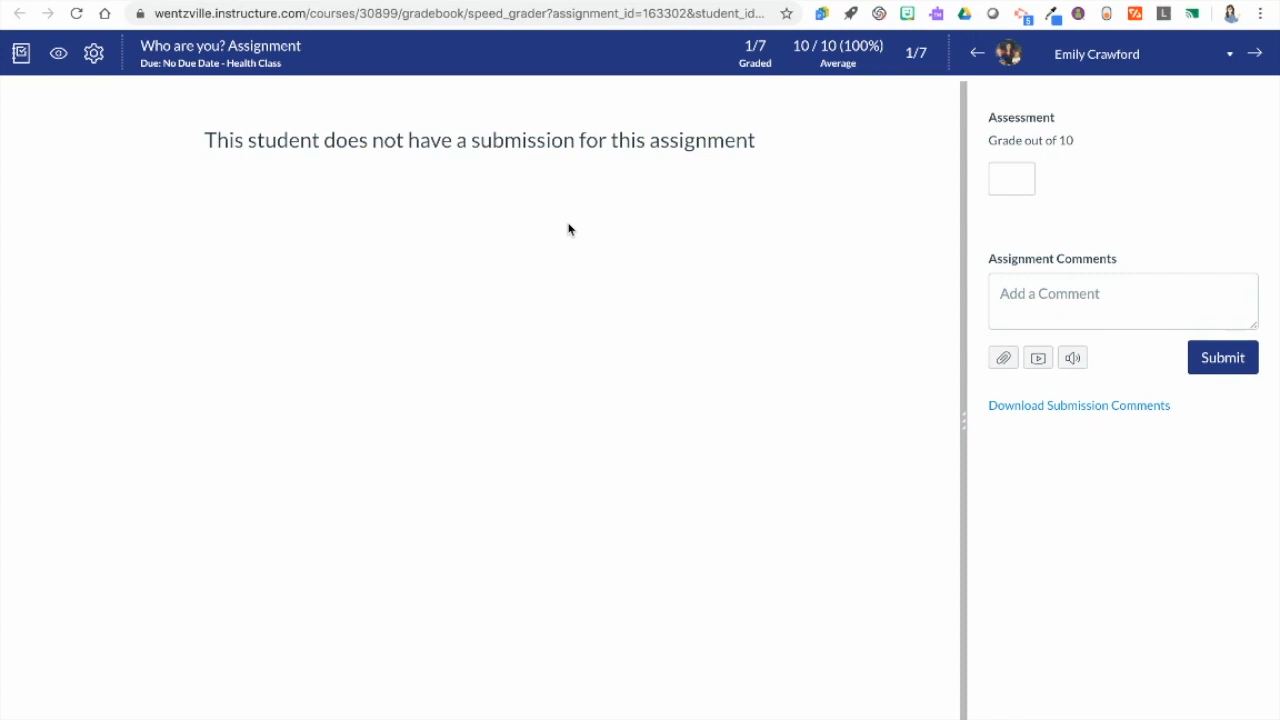 wentzville.instructure.com/courses/30899/gradebook/speed_grader?assignment_id=163302&student_id...
5
L
Who are you? Assignment
Due: No Due Date - Health Class
1/7
Graded
10 / 10 (100%)
Average
1/7
Emily Crawford
This student does not have a submission for this assignment
Assessment
Grade out of 10
Assignment Comments
Add a Comment
Submit
Download Submission Comments